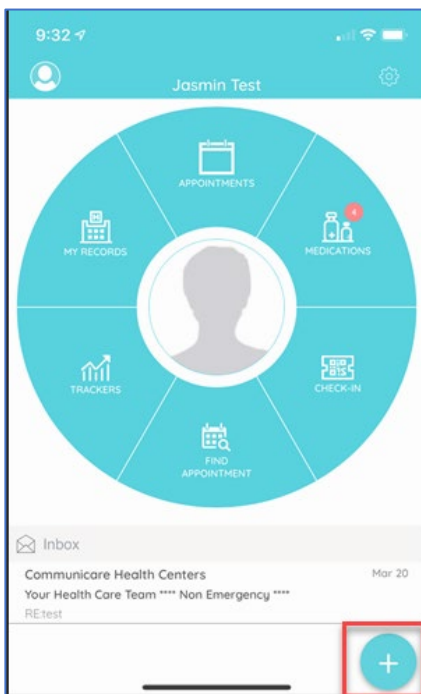 9:32
Jasmin Test
APPOINTMENTS
MY RECORDS
MEDICATIONS
TRACKERS
CHECK-IN
FIND
APPOINTMENT
Inbox
Communicare Health Centers Mar 20
Your Health Care Team **** Non Emergency ****
RE:test
+